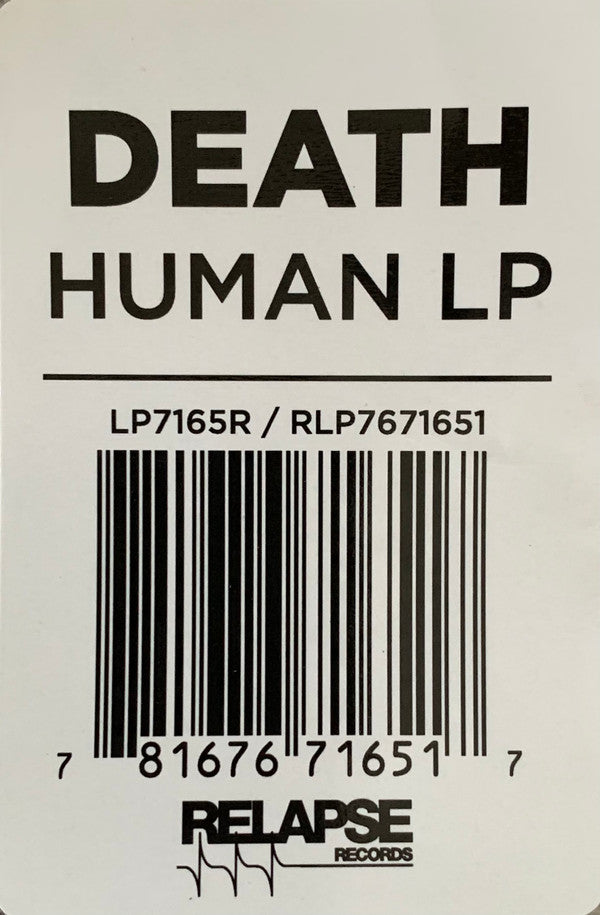 DEATH
HUMAN LP
LP7165R / RLP7671651
7 81676 71651 7
RELAPSE
RECORDS